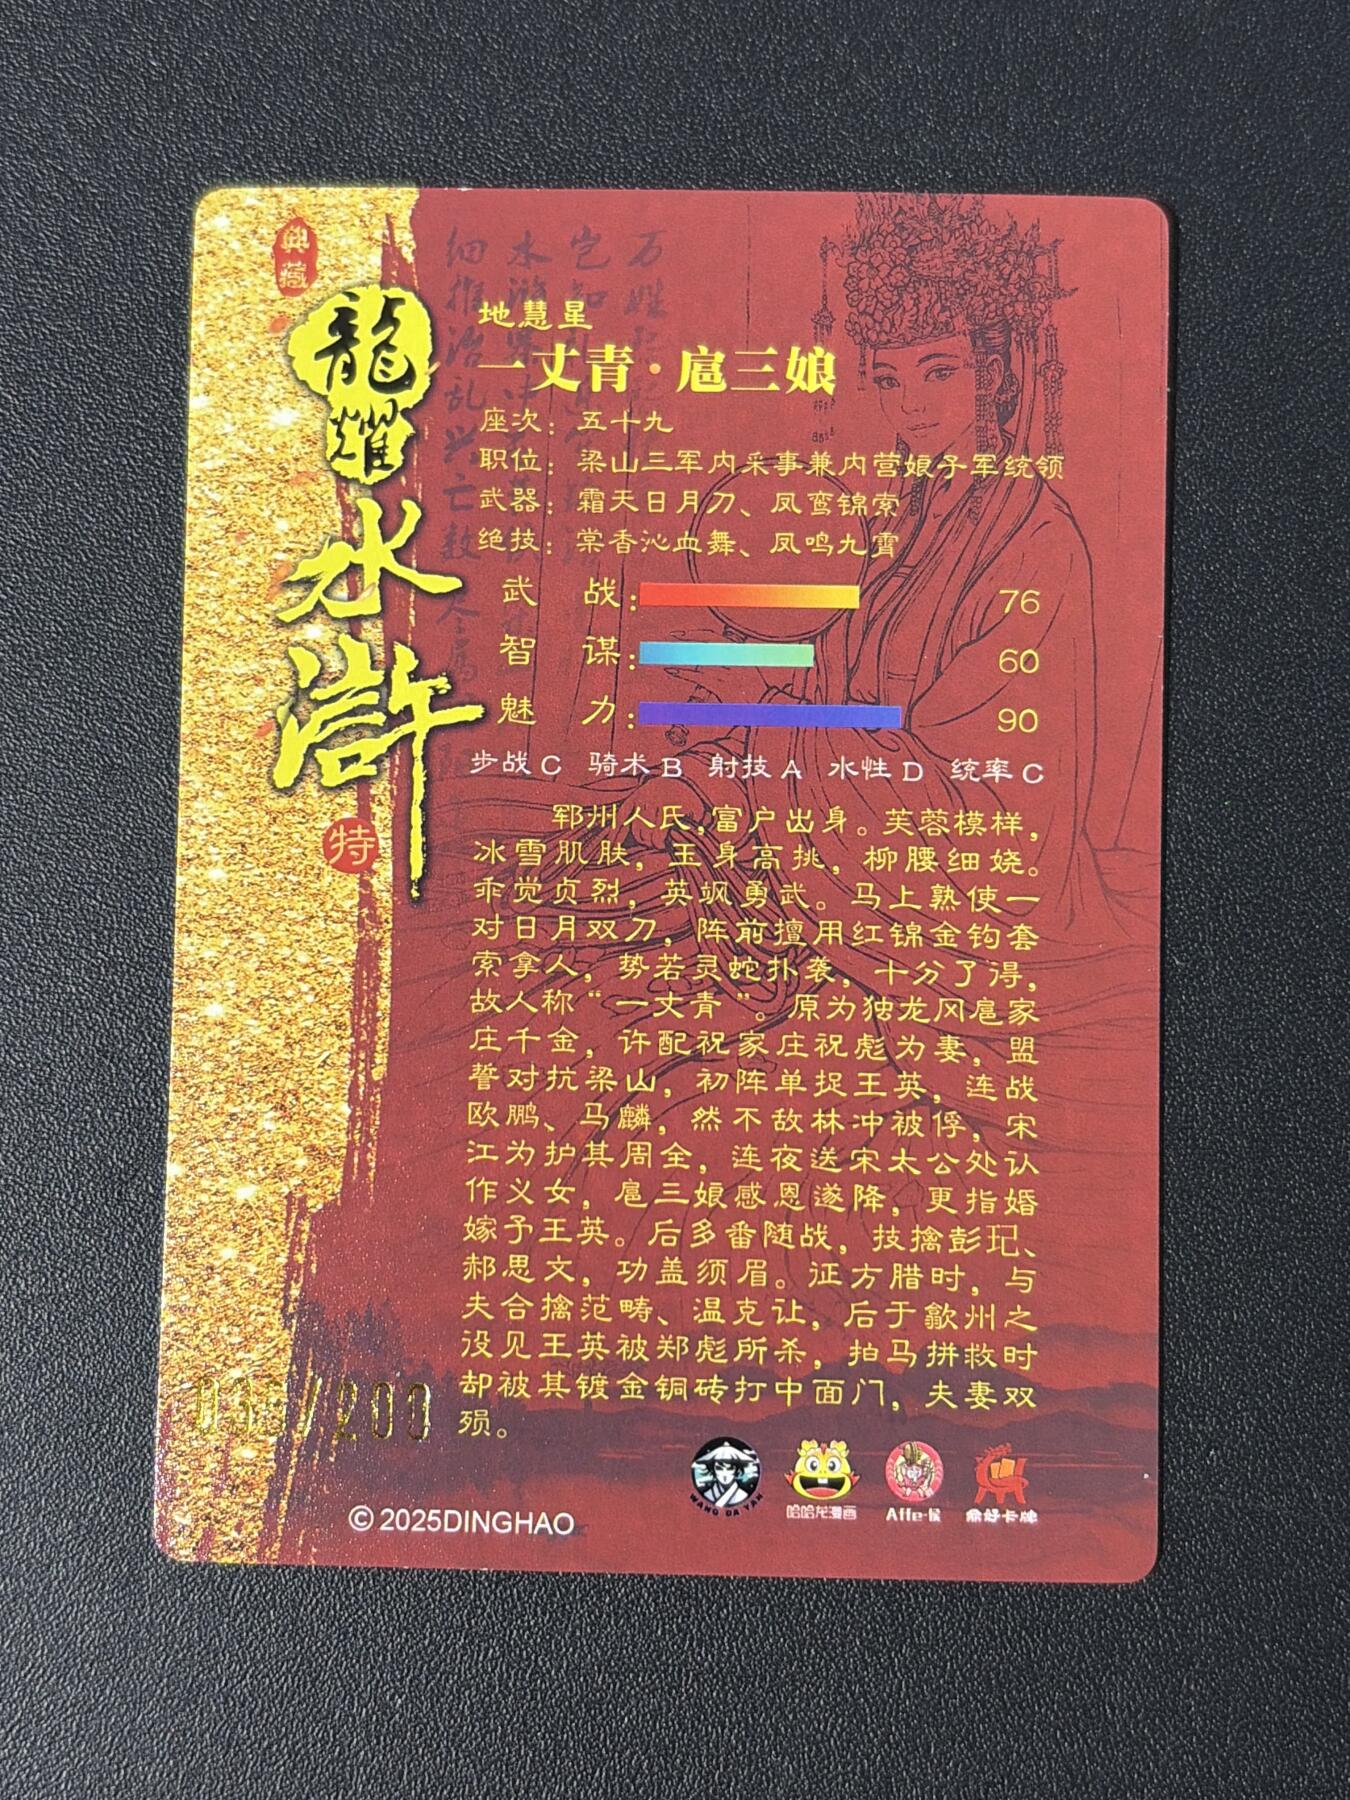 典藏
龍耀
水滸
特
地慧星
一丈青·扈三娘
座次：五十九
职位：梁山三军内采事兼内营娘子军统领
武器：霜天日月刀、凤鸾锦索
绝技：棠香沁血舞、凤鸣九霄
武 战：76
智 谋：60
魅 力：90
步战C 骑术B 射技A 水性D 统率C
郓州人氏，富户出身。芙蓉模样，
冰雪肌肤，玉身高挑，柳腰细娆。
乖觉贞烈，英飒勇武。马上熟使一
对日月双刀，阵前擅用红锦金钩套
索拿人，势若灵蛇扑袭，十分了得，
故人称“一丈青”。原为独龙冈扈家
庄千金，许配祝家庄祝彪为妻，盟
誓对抗梁山，初阵单捉王英，连战
欧鹏、马麟，然不敌林冲被俘，宋
江为护其周全，连夜送宋太公处认
作义女，扈三娘感恩遂降，更指婚
嫁予王英。后多番随战，技擒彭玘、
郝思文，功盖须眉。征方腊时，与
夫合擒范畴、温克让，后于歙州之
役见王英被郑彪所杀，拍马拼救时
却被其镀金铜砖打中面门，夫妻双
殒。
/200
WANG DA YAN
哈哈龙漫画
Affe-侯
鼎好卡牌
© 2025DINGHAO